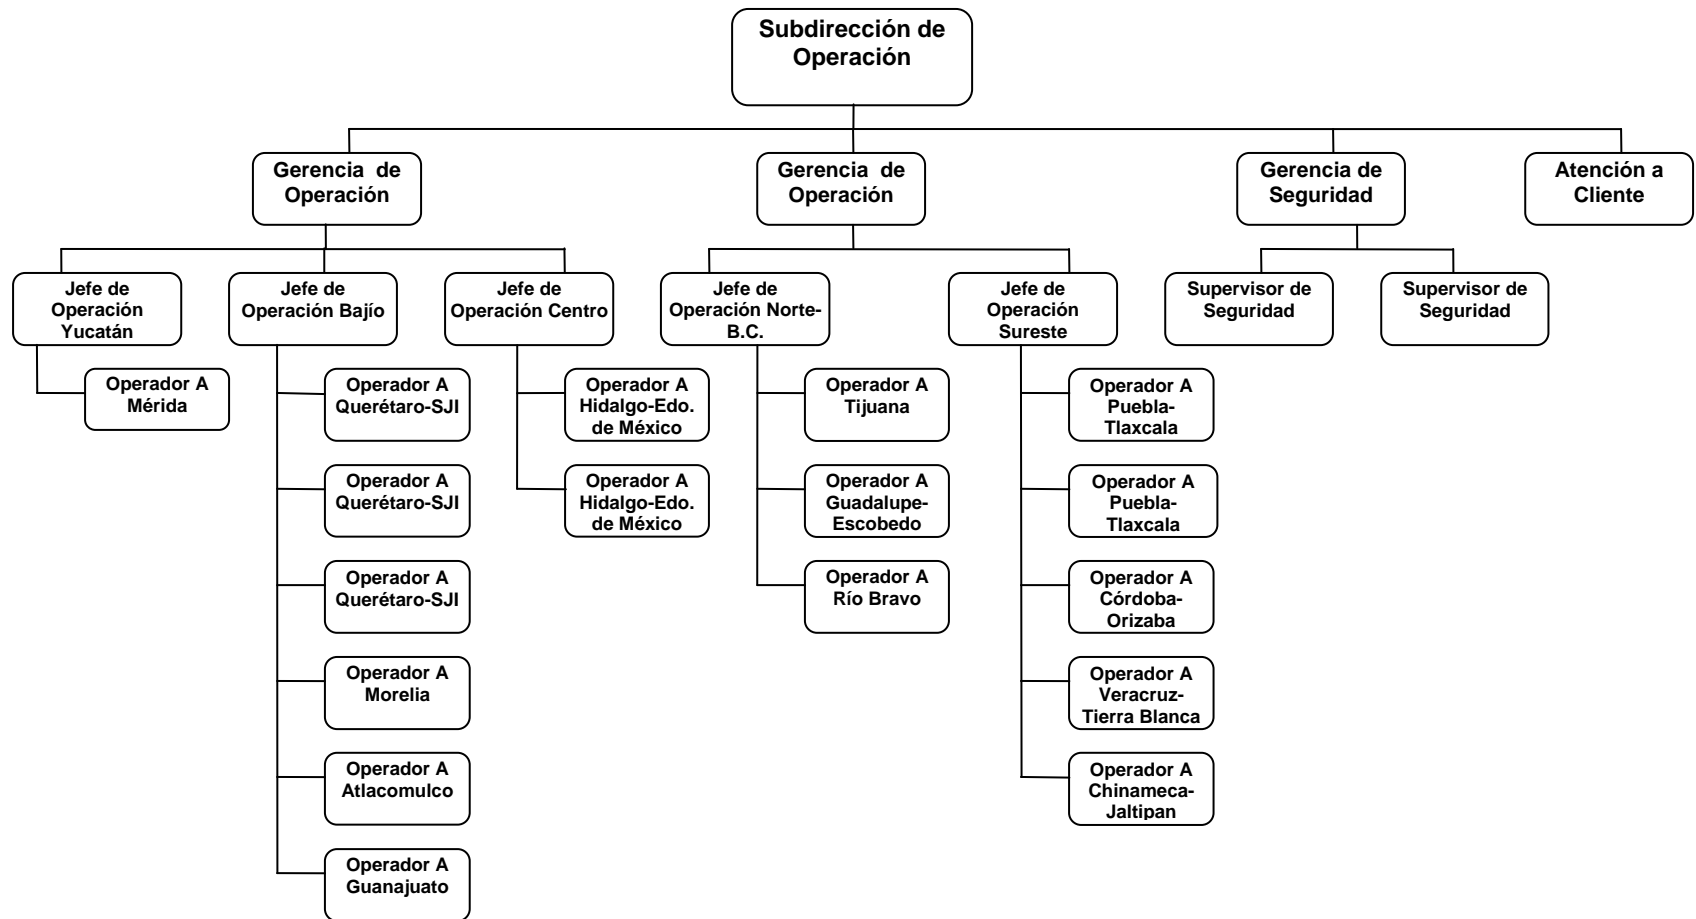 Subdirección de
Operación
Gerencia de
Operación
Gerencia de
Operación
Gerencia de
Seguridad
Atención a
Cliente
Jefe de
Operación
Yucatán
Jefe de
Operación Bajío
Jefe de
Operación Centro
Jefe de
Operación Norte-
B.C.
Jefe de
Operación
Sureste
Supervisor de
Seguridad
Supervisor de
Seguridad
Operador A
Mérida
Operador A
Querétaro-SJI
Operador A
Querétaro-SJI
Operador A
Querétaro-SJI
Operador A
Morelia
Operador A
Atlacomulco
Operador A
Guanajuato
Operador A
Hidalgo-Edo.
de México
Operador A
Hidalgo-Edo.
de México
Operador A
Tijuana
Operador A
Guadalupe-
Escobedo
Operador A
Río Bravo
Operador A
Puebla-
Tlaxcala
Operador A
Puebla-
Tlaxcala
Operador A
Córdoba-
Orizaba
Operador A
Veracruz-
Tierra Blanca
Operador A
Chinameca-
Jaltipan